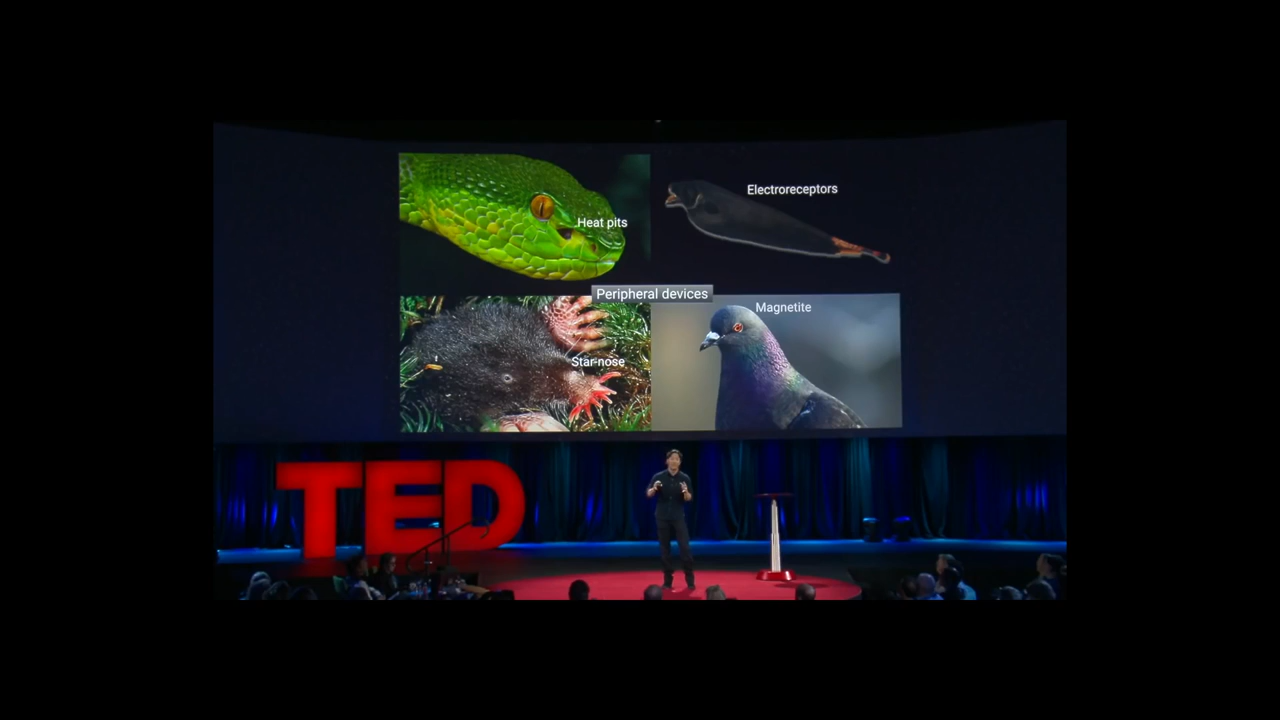 Heat pits
Electroreceptors
Peripheral devices
Star-nose
Magnetite
TED